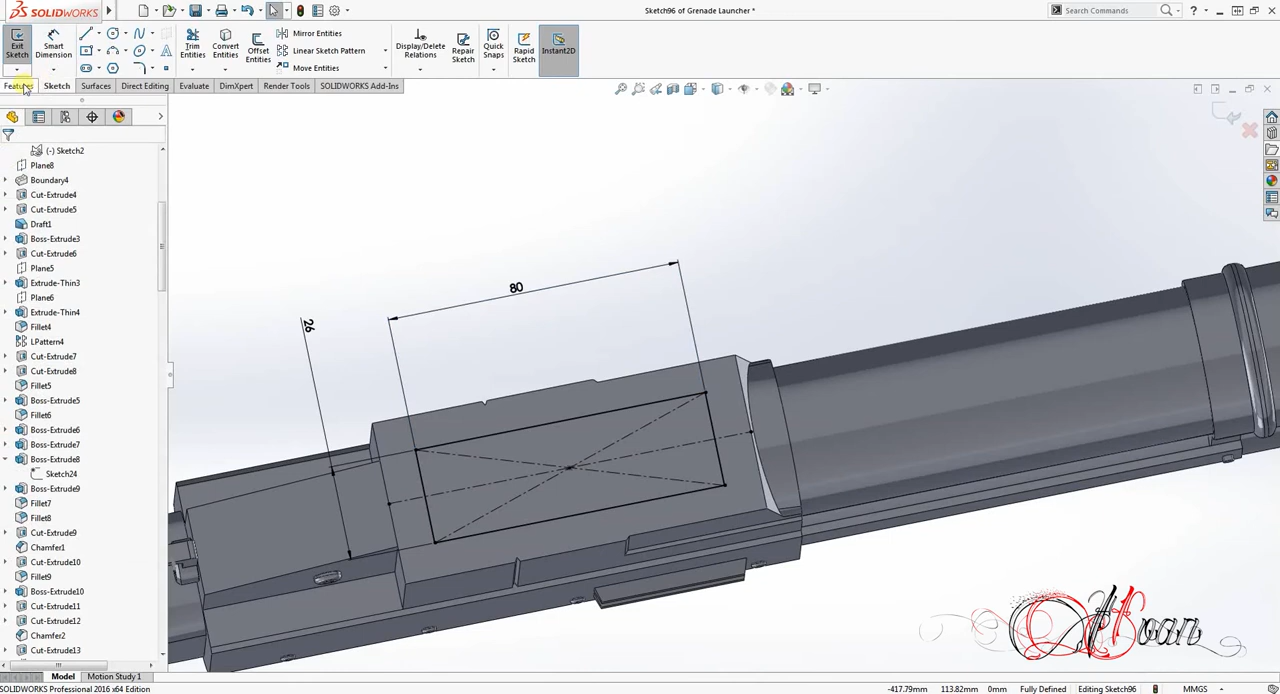 SOLIDWORKS
Sketch96 of Grenade Launcher *
Search Commands
Exit Sketch
Smart Dimension
Trim Entities
Convert Entities
Offset Entities
Mirror Entities
Linear Sketch Pattern
Move Entities
Display/Delete Relations
Repair Sketch
Quick Snaps
Rapid Sketch
Instant2D
Features
Sketch
Surfaces
Direct Editing
Evaluate
DimXpert
Render Tools
SOLIDWORKS Add-Ins
(-) Sketch2
Plane8
Boundary4
Cut-Extrude4
Cut-Extrude5
Draft1
Boss-Extrude3
Cut-Extrude6
Plane5
Extrude-Thin3
Plane6
Extrude-Thin4
Fillet4
LPattern4
Cut-Extrude7
Cut-Extrude8
Fillet5
Boss-Extrude5
Fillet6
Boss-Extrude6
Boss-Extrude7
Boss-Extrude8
Sketch24
Boss-Extrude9
Fillet7
Fillet8
Cut-Extrude9
Chamfer1
Cut-Extrude10
Fillet9
Boss-Extrude10
Cut-Extrude11
Cut-Extrude12
Chamfer2
Cut-Extrude13
80
26
Model
Motion Study 1
SOLIDWORKS Professional 2016 x64 Edition
-417.79mm
113.82mm
0mm
Fully Defined
Editing Sketch96
MMGS